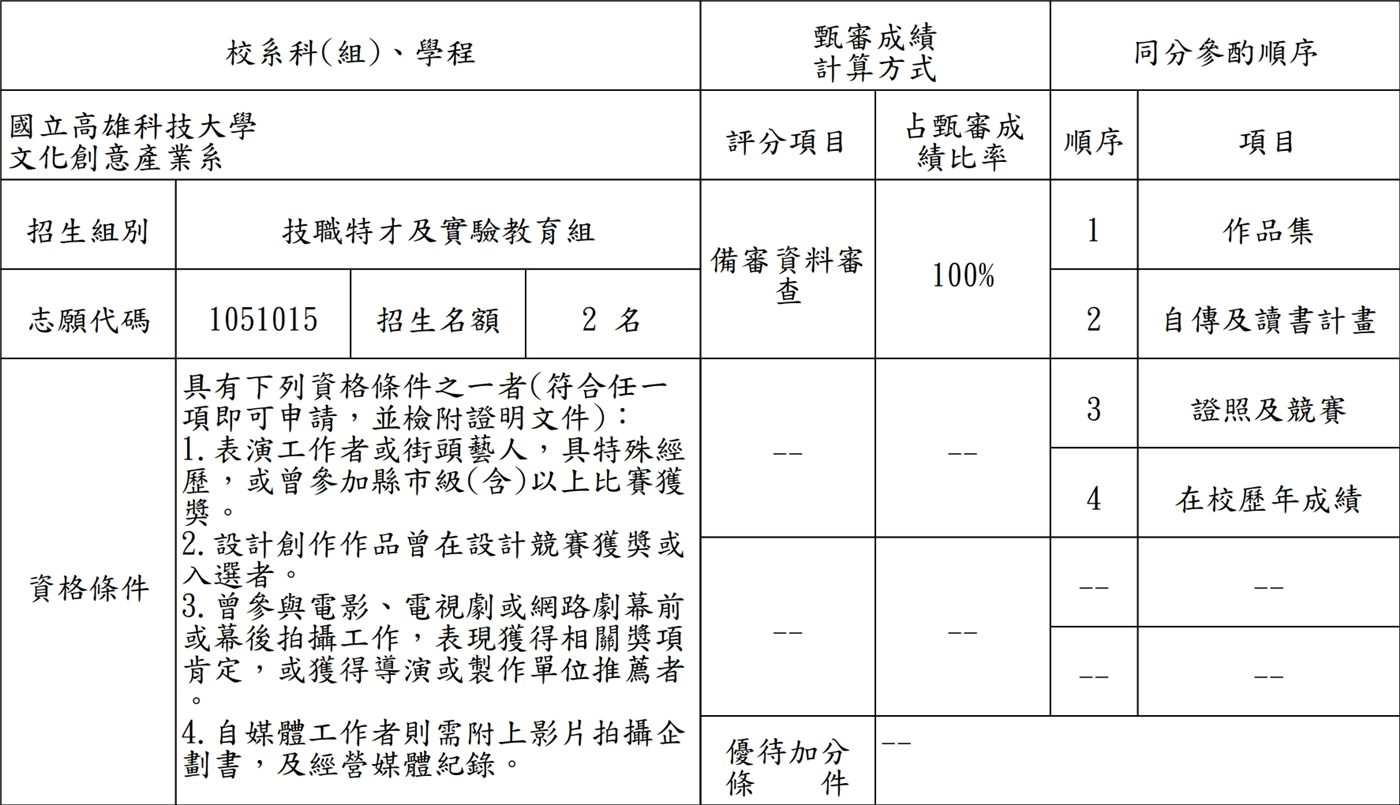 校系科(組)、學程
甄審成績
計算方式
同分參酌順序
國立高雄科技大學
文化創意產業系
評分項目
占甄審成
績比率
順序
項目
招生組別
技職特才及實驗教育組
備審資料審
查
100%
1
作品集
志願代碼
1051015
招生名額
2 名
2
自傳及讀書計畫
資格條件
具有下列資格條件之一者(符合任一
項即可申請，並檢附證明文件)：
1.表演工作者或街頭藝人，具特殊經
歷，或曾參加縣市級(含)以上比賽獲
獎。
2.設計創作作品曾在設計競賽獲獎或
入選者。
3.曾參與電影、電視劇或網路劇幕前
或幕後拍攝工作，表現獲得相關獎項
肯定，或獲得導演或製作單位推薦者
。
4.自媒體工作者則需附上影片拍攝企
劃書，及經營媒體紀錄。
--
--
3
證照及競賽
4
在校歷年成績
--
--
--
--
--
--
優待加分
條　　件
--